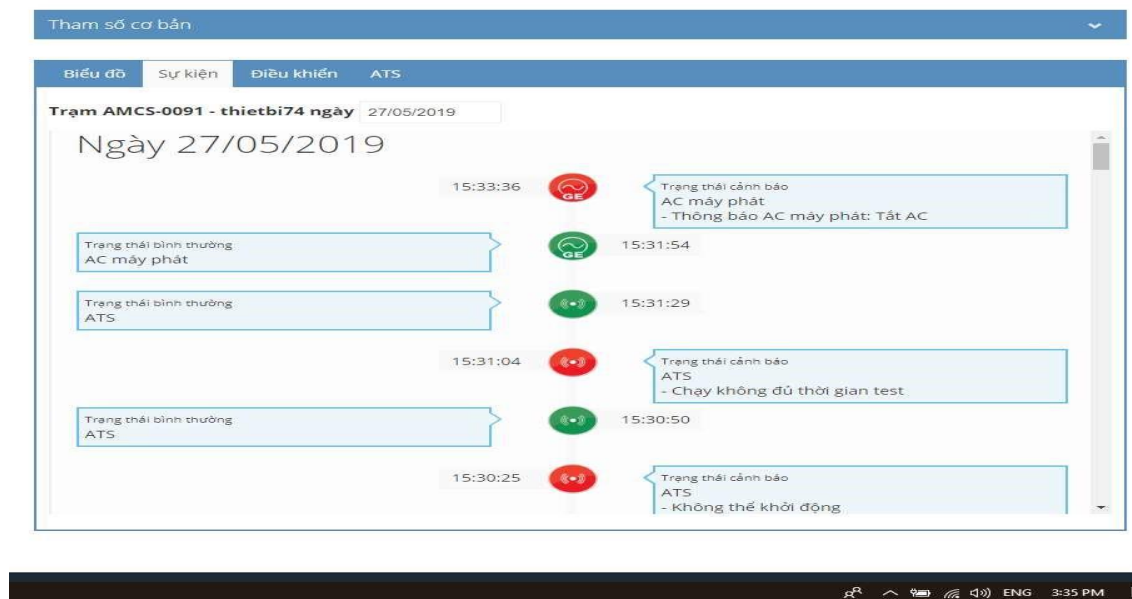 Tham số cơ bản
Biểu đồ Sự kiện Điều khiển ATS
Trạm AMCS-0091 - thietbi74 ngày 27/05/2019
Ngày 27/05/2019
15:33:36
GE
Trạng thái cảnh báo
AC máy phát
- Thông báo AC máy phát: Tắt AC
Trạng thái bình thường
AC máy phát
GE
15:31:54
Trạng thái bình thường
ATS
15:31:29
15:31:04
Trạng thái cảnh báo
ATS
- Chạy không đủ thời gian test
Trạng thái bình thường
ATS
15:30:50
15:30:25
Trạng thái cảnh báo
ATS
- Không thể khởi động
ENG 3:35 PM